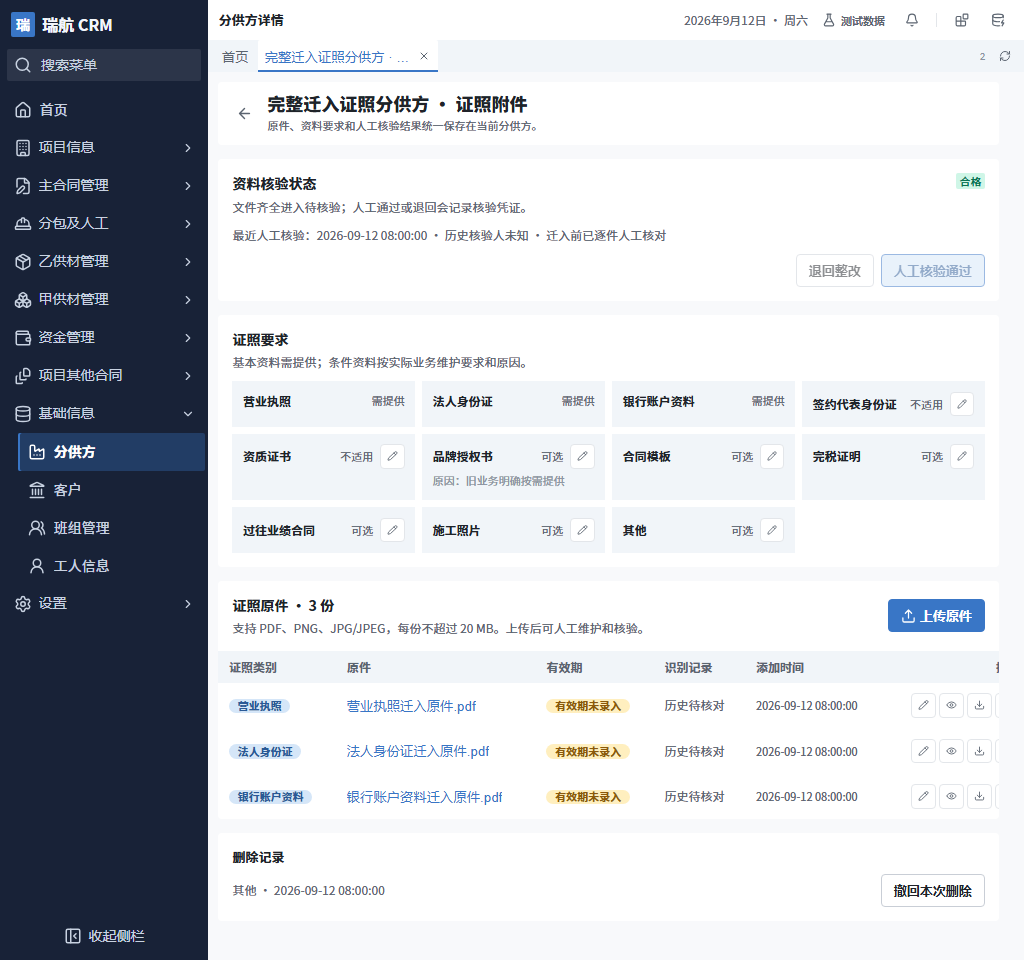 瑞 瑞航 CRM
搜索菜单
首页
项目信息
主合同管理
分包及人工
乙供材管理
甲供材管理
资金管理
项目其他合同
基础信息
分供方
客户
班组管理
工人信息
设置
收起侧栏
分供方详情
2026年9月12日 • 周六 测试数据
首页 完整迁入证照分供方 · … 2
完整迁入证照分供方 • 证照附件
原件、资料要求和人工核验结果统一保存在当前分供方。
资料核验状态 合格
文件齐全进入待核验；人工通过或退回会记录核验凭证。
最近人工核验：2026-09-12 08:00:00 • 历史核验人未知 • 迁入前已逐件人工核对
退回整改 人工核验通过
证照要求
基本资料需提供；条件资料按实际业务维护要求和原因。
营业执照 需提供 法人身份证 需提供 银行账户资料 需提供 签约代表身份证 不适用
资质证书 不适用 品牌授权书 可选 合同模板 可选 完税证明 可选
原因：旧业务明确按需提供
过往业绩合同 可选 施工照片 可选 其他 可选
证照原件 • 3 份
支持 PDF、PNG、JPG/JPEG，每份不超过 20 MB。上传后可人工维护和核验。
上传原件
证照类别 原件 有效期 识别记录 添加时间
营业执照 营业执照迁入原件.pdf 有效期未录入 历史待核对 2026-09-12 08:00:00
法人身份证 法人身份证迁入原件.pdf 有效期未录入 历史待核对 2026-09-12 08:00:00
银行账户资料 银行账户资料迁入原件.pdf 有效期未录入 历史待核对 2026-09-12 08:00:00
删除记录
其他 • 2026-09-12 08:00:00
撤回本次删除